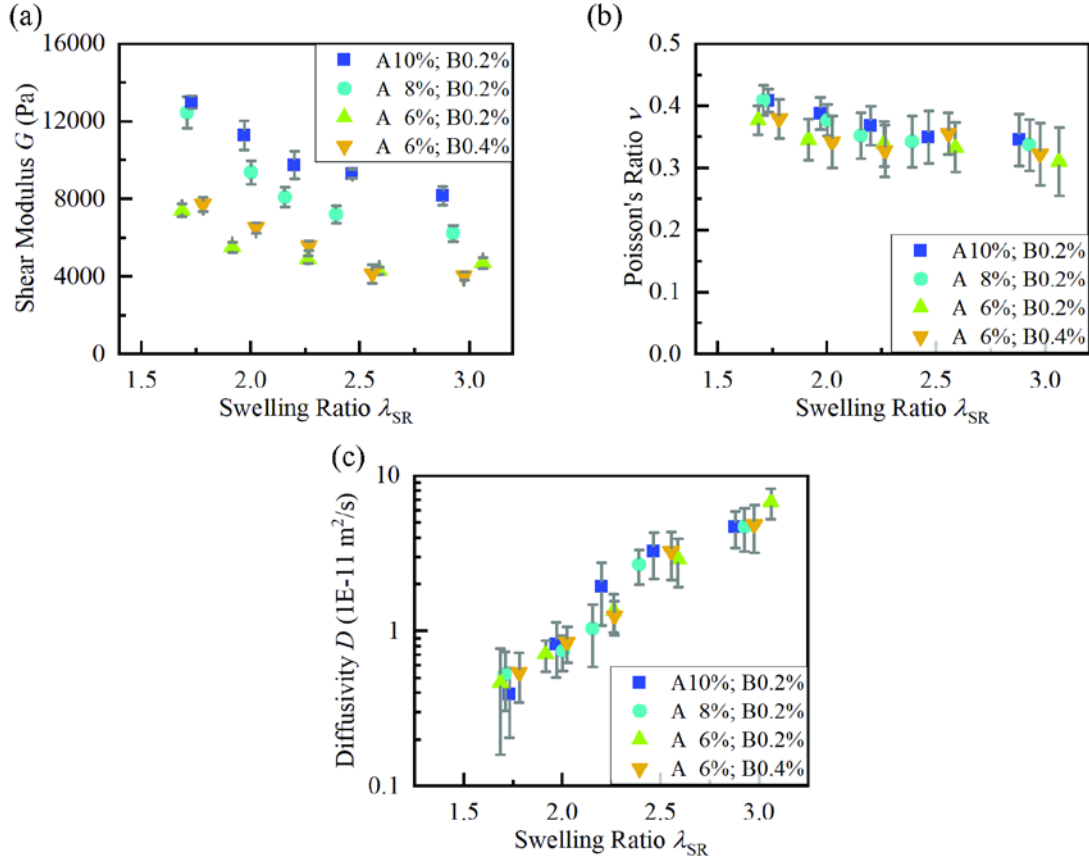 (a)
16000
12000
8000
4000
0
Shear Modulus G (Pa)
A10%; B0.2%
A 8%; B0.2%
A 6%; B0.2%
A 6%; B0.4%
1.5 2.0 2.5 3.0
Swelling Ratio λSR
(b)
0.5
0.4
0.3
0.2
0.1
0.0
Poisson's Ratio ν
A10%; B0.2%
A 8%; B0.2%
A 6%; B0.2%
A 6%; B0.4%
1.5 2.0 2.5 3.0
Swelling Ratio λSR
(c)
10
1
0.1
Diffusivity D (1E-11 m²/s)
A10%; B0.2%
A 8%; B0.2%
A 6%; B0.2%
A 6%; B0.4%
1.5 2.0 2.5 3.0
Swelling Ratio λSR